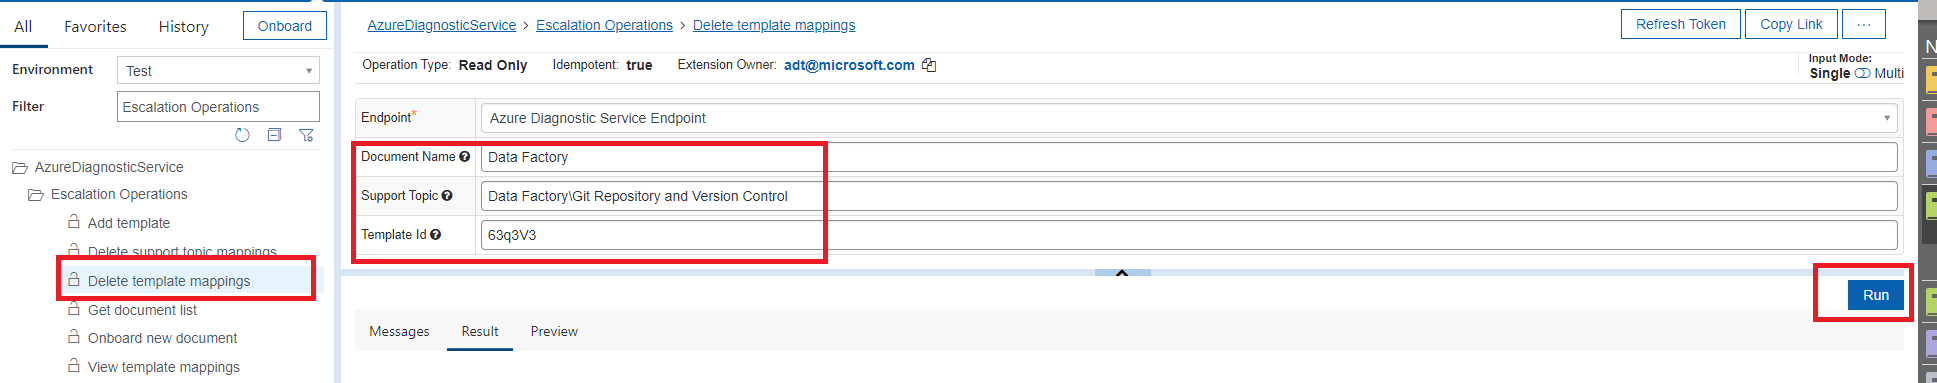 All Favorites History Onboard
Environment Test
Filter Escalation Operations
AzureDiagnosticService
Escalation Operations
Add template
Delete support topic mappings
Delete template mappings
Get document list
Onboard new document
View template mappings
AzureDiagnosticService > Escalation Operations > Delete template mappings
Refresh Token Copy Link ...
Operation Type: Read Only Idempotent: true Extension Owner: adt@microsoft.com
Input Mode:
Single Multi
Endpoint* Azure Diagnostic Service Endpoint
Document Name Data Factory
Support Topic Data Factory\Git Repository and Version Control
Template Id 63q3V3
Run
Messages Result Preview